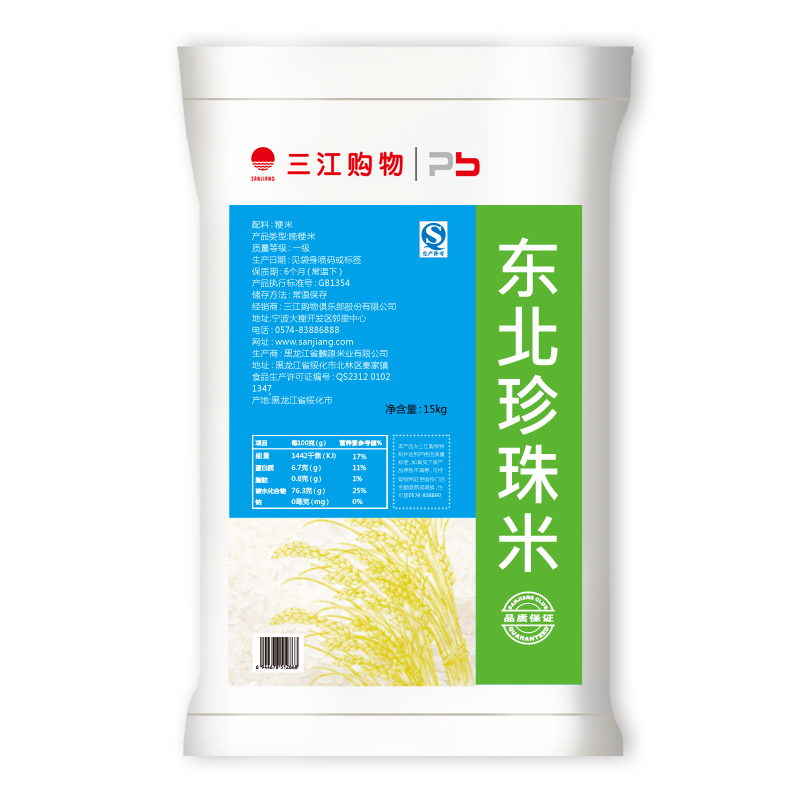 三江购物
SANJIANG
Pb
配料:粳米
产品类型:晚粳米
质量等级:一级
生产日期:见袋身喷码或标签
保质期:6个月(常温下)
产品执行标准号:GB1354
储存方法:常温保存
经销商:三江购物俱乐部股份有限公司
地址:宁波大榭开发区邻里中心
电话:0574-83886888
网址:www.sanjiang.com
生产商:黑龙江省麟源米业有限公司
地址:黑龙江省绥化市北林区秦家镇
食品生产许可证编号:QS2312 0102
1347
产地:黑龙江省绥化市
生产许可
净含量:15kg
项目 每100克(g) 营养素参考值%
能量 1442千焦(KJ) 17%
蛋白质 6.7克(g) 11%
脂肪 0.8克(g) 1%
碳水化合物 76.3克(g) 25%
钠 0毫克(mg) 0%
东北珍珠米
SANJIANG CLUB
品质保证
GUARANTEED